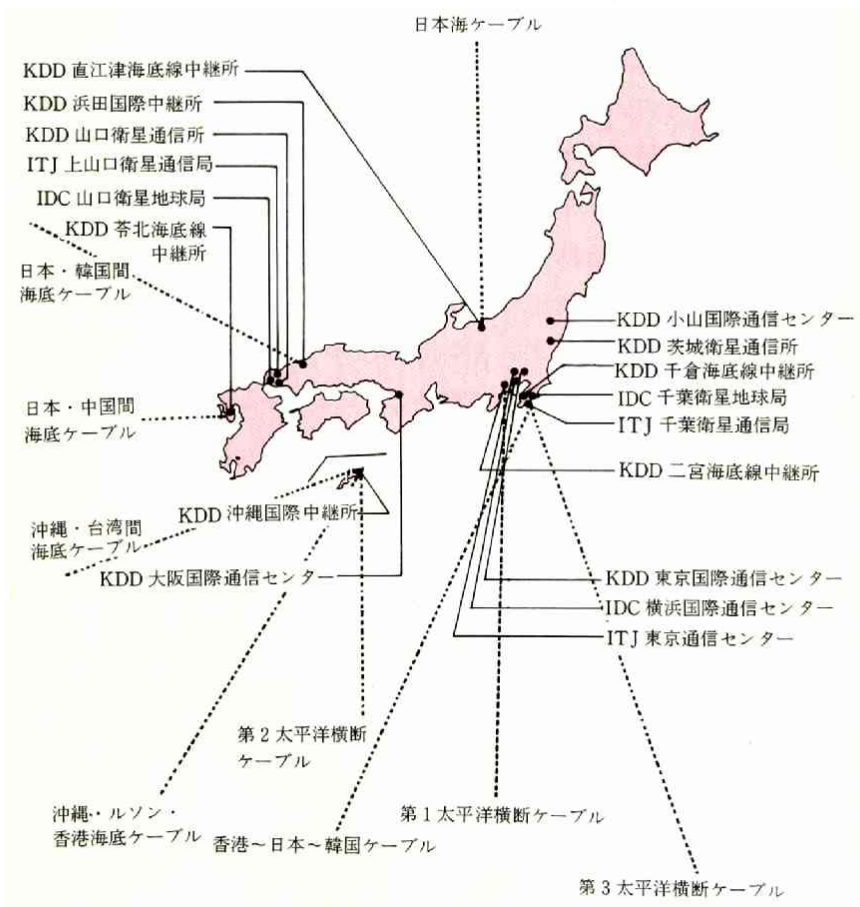 日本海ケーブル
KDD 直江津海底線中継所
KDD 浜田国際中継所
KDD 山口衛星通信所
ITJ 上山口衛星通信局
IDC 山口衛星地球局
KDD 苓北海底線
中継所
日本・韓国間
海底ケーブル
日本・中国間
海底ケーブル
KDD 小山国際通信センター
KDD 茨城衛星通信所
KDD 千倉海底線中継所
IDC 千葉衛星地球局
ITJ 千葉衛星通信局
KDD 二宮海底線中継所
KDD 沖縄国際中継所
沖縄・台湾間
海底ケーブル
KDD 大阪国際通信センター
KDD 東京国際通信センター
IDC 横浜国際通信センター
ITJ 東京通信センター
第2太平洋横断
ケーブル
沖縄・ルソン・
香港海底ケーブル
香港〜日本〜韓国ケーブル
第1太平洋横断ケーブル
第3太平洋横断ケーブル